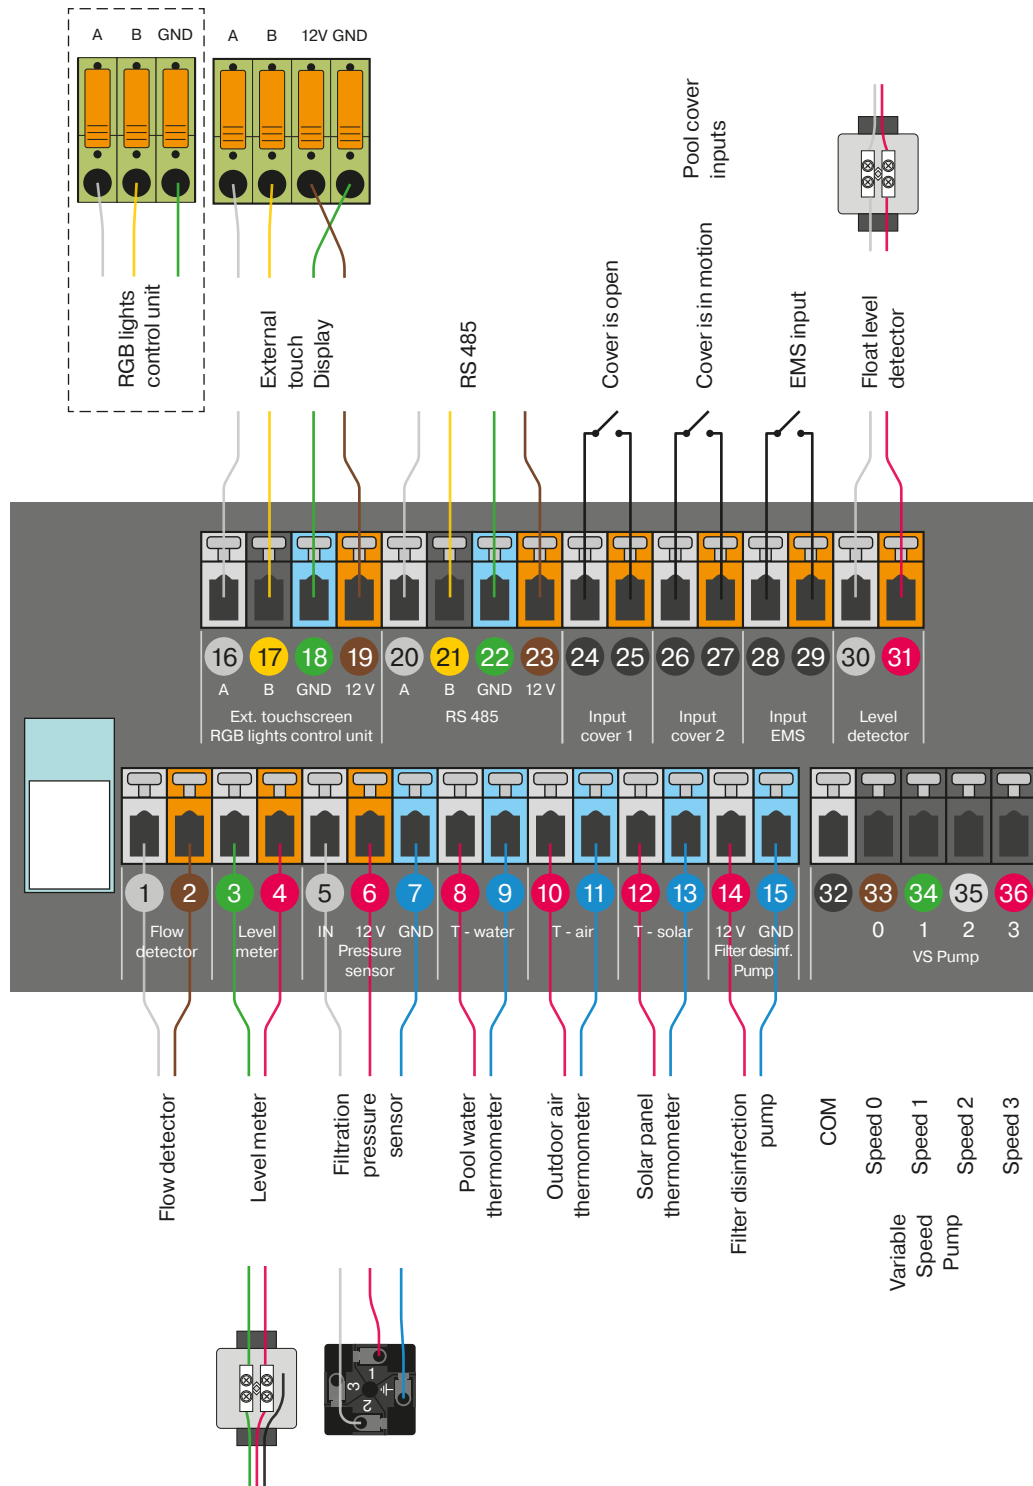 A B GND
A B 12V GND
RGB lights
control unit
External
touch
Display
RS 485
Cover is open
Cover is in motion
Pool cover
inputs
EMS input
Float level
detector
16 17 18 19 20 21 22 23 24 25 26 27 28 29 30 31
A B GND 12 V A B GND 12 V
Ext. touchscreen
RGB lights control unit
RS 485
Input
cover 1
Input
cover 2
Input
EMS
Level
detector
1 2 3 4 5 6 7 8 9 10 11 12 13 14 15 32 33 34 35 36
Flow
detector
Level
meter
IN 12 V GND
Pressure
sensor
T - water
T - air
T - solar
12 V GND
Filter desinf.
Pump
0 1 2 3
VS Pump
Flow detector
Level meter
Filtration
pressure
sensor
Pool water
thermometer
Outdoor air
thermometer
Solar panel
thermometer
Filter disinfection
pump
COM
Speed 0
Speed 1
Speed 2
Speed 3
Variable
Speed
Pump
1
3
2